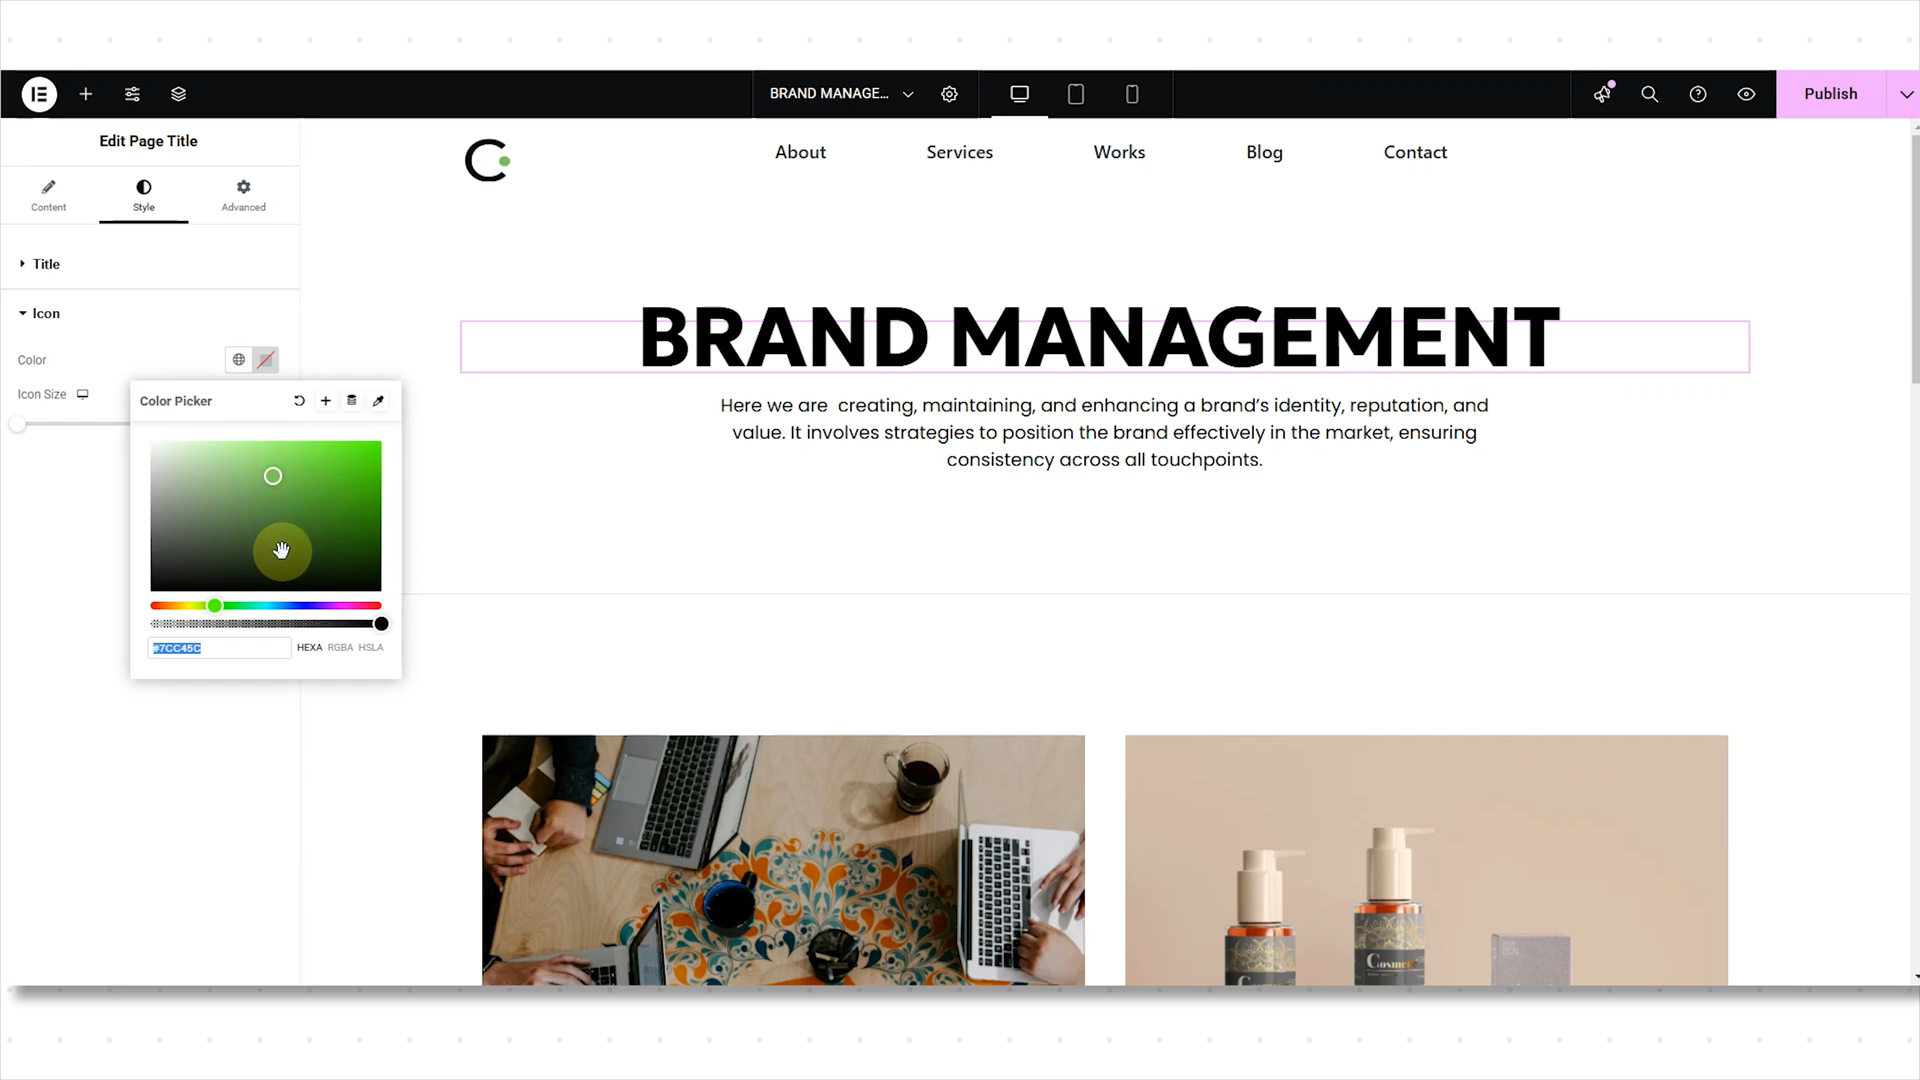 BRAND MANAGE...
Publish
Edit Page Title
Content
Style
Advanced
Title
Icon
Color
Icon Size
Color Picker
#7CC45C
HEXA RGBA HSLA
About
Services
Works
Blog
Contact
BRAND MANAGEMENT
Here we are  creating, maintaining, and enhancing a brand’s identity, reputation, and
value. It involves strategies to position the brand effectively in the market, ensuring
consistency across all touchpoints.